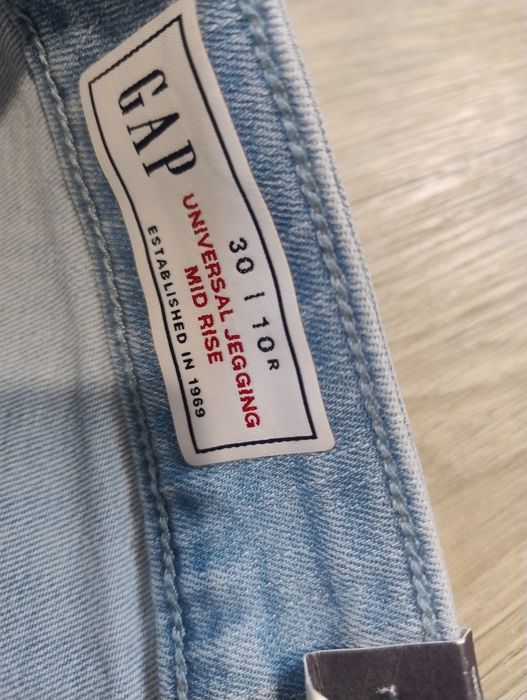 GAP
30 | 10R
UNIVERSAL JEGGING
MID RISE
ESTABLISHED IN 1969